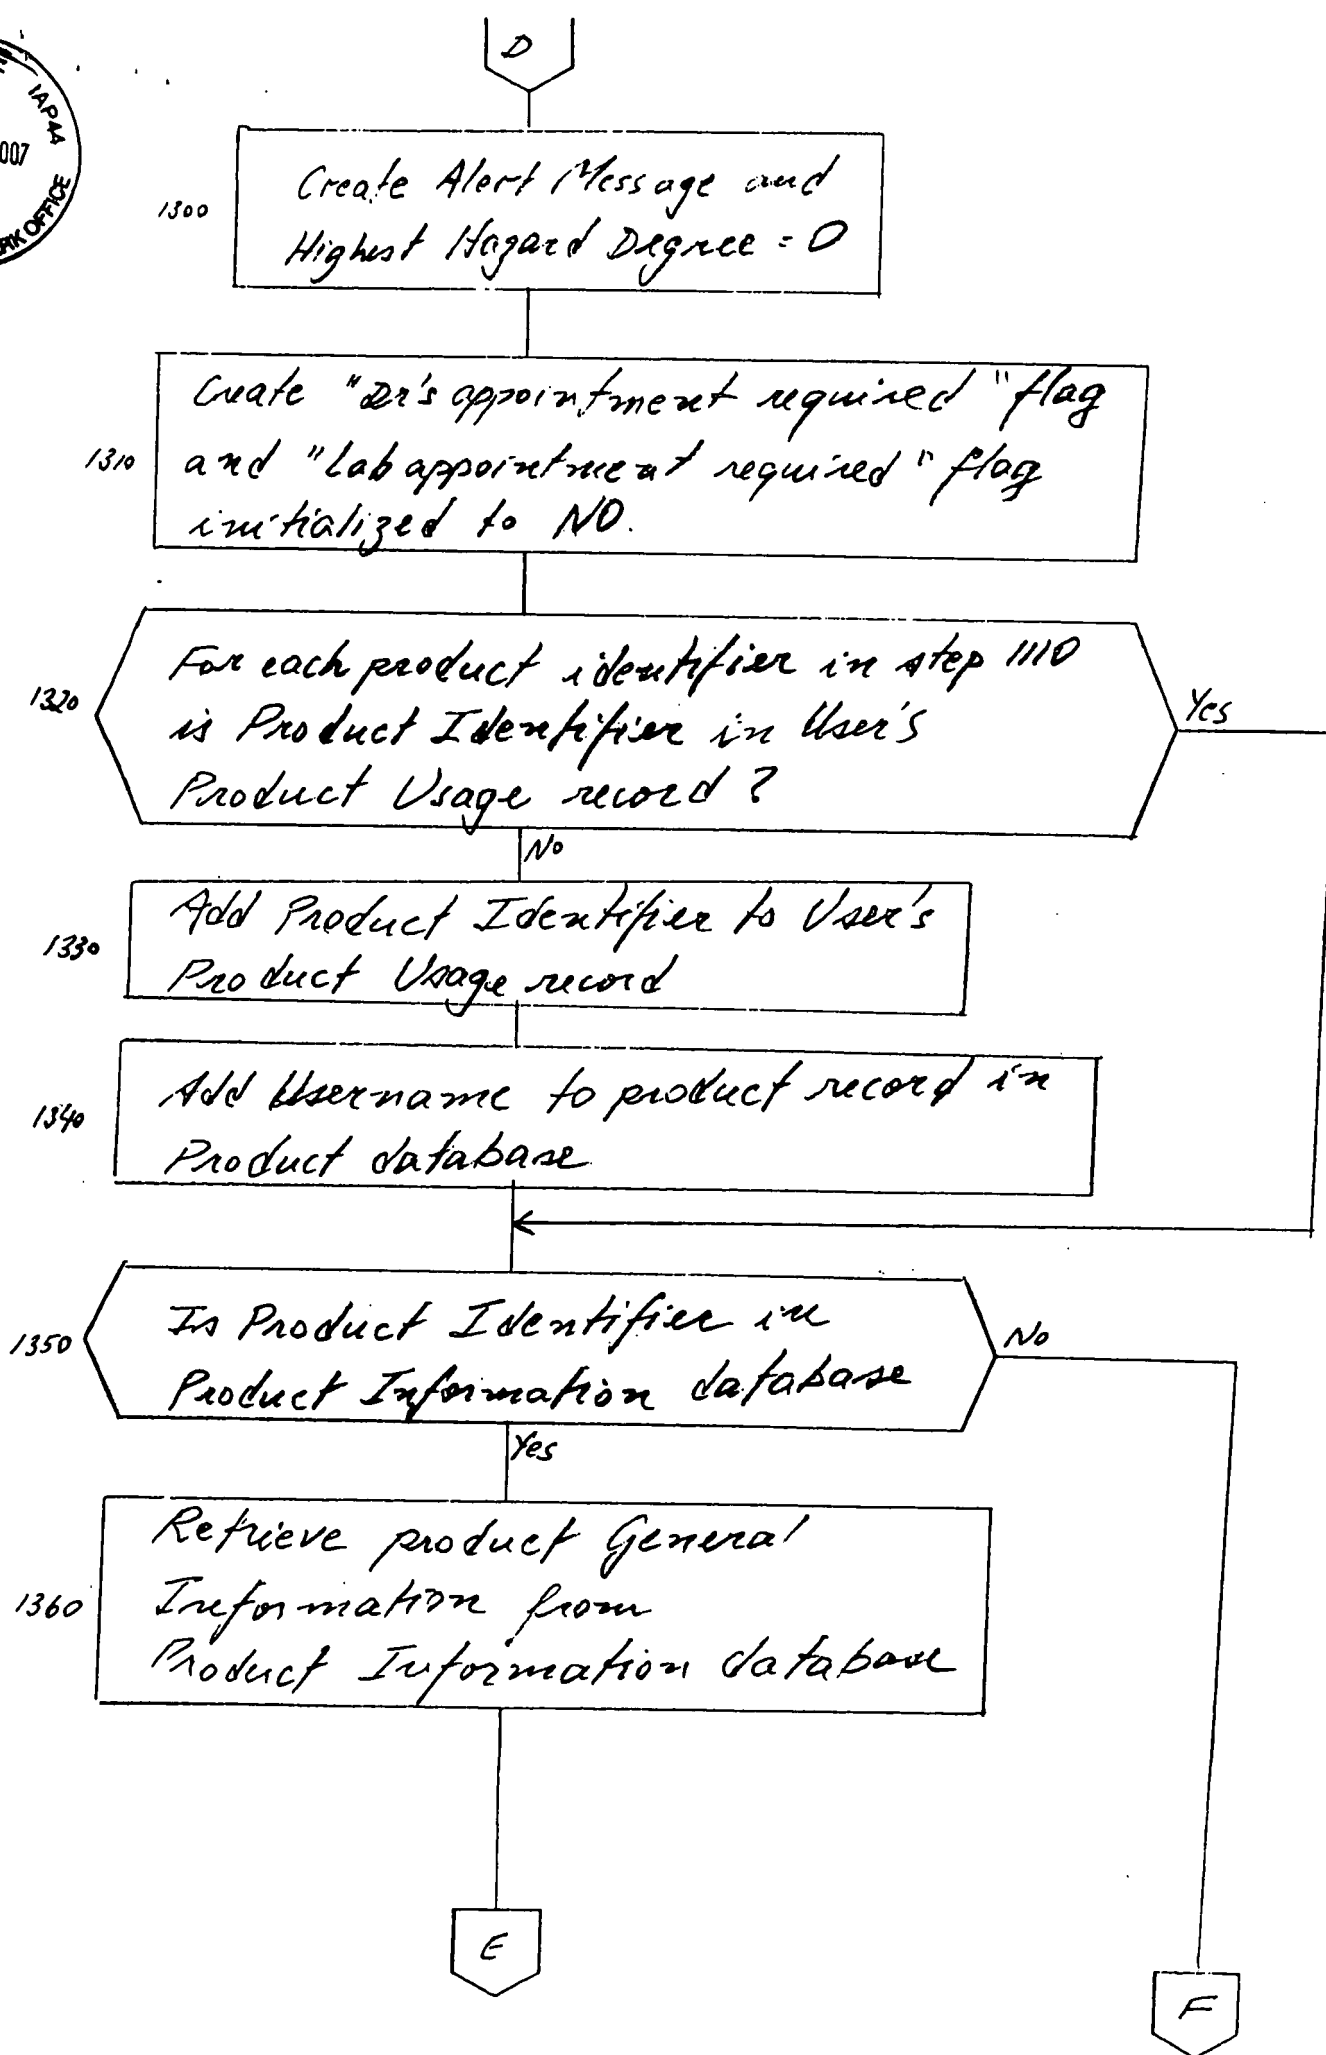 D
IAP44
007
OFFICE
1300
Create Alert Message and
Highest Hazard Degree = 0
1310
Create "Dr's appointment required" flag
and "Lab appointment required" flag
initialized to NO.
1320
For each product identifier in step 1110
is Product Identifier in User's
Product Usage record?
Yes
No
1330
Add Product Identifier to User's
Product Usage record
1340
Add Username to product record in
Product database
1350
Is Product Identifier in
Product Information database
No
Yes
1360
Retrieve product General
Information from
Product Information database
E
F